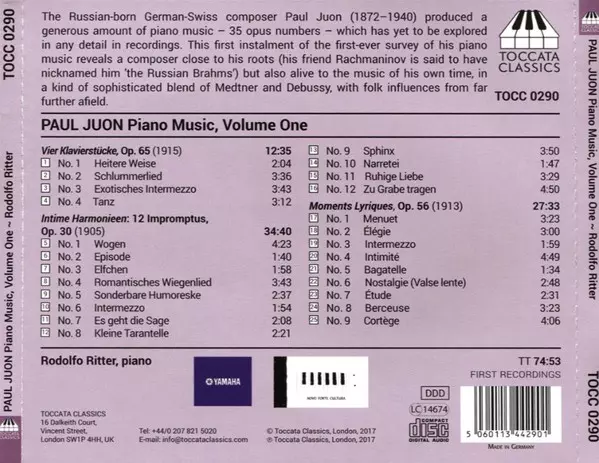 TOCC 0290
PAUL JUON Piano Music, Volume One ~ Rodolfo Ritter
TOCCATA
CLASSICS
The Russian-born German-Swiss composer Paul Juon (1872–1940) produced a
generous amount of piano music – 35 opus numbers – which has yet to be explored
in any detail in recordings. This first instalment of the first-ever survey of his piano
music reveals a composer close to his roots (his friend Rachmaninov is said to have
nicknamed him 'the Russian Brahms') but also alive to the music of his own time, in
a kind of sophisticated blend of Medtner and Debussy, with folk influences from far
further afield.
TOCCATA
CLASSICS
TOCC 0290
PAUL JUON Piano Music, Volume One
Vier Klavierstücke, Op. 65 (1915) 12:35
1 No. 1 Heitere Weise 2:04
2 No. 2 Schlummerlied 3:36
3 No. 3 Exotisches Intermezzo 3:43
4 No. 4 Tanz 3:12
Intime Harmonieen: 12 Impromptus,
Op. 30 (1905) 34:40
5 No. 1 Wogen 4:23
6 No. 2 Episode 1:40
7 No. 3 Elfchen 1:58
8 No. 4 Romantisches Wiegenlied 3:43
9 No. 5 Sonderbare Humoreske 2:37
10 No. 6 Intermezzo 1:54
11 No. 7 Es geht die Sage 2:08
12 No. 8 Kleine Tarantelle 2:21
13 No. 9 Sphinx 5:50
14 No. 10 Narretei 1:47
15 No. 11 Ruhige Liebe 3:29
16 No. 12 Zu Grabe tragen 4:50
Moments Lyriques, Op. 56 (1913) 27:33
17 No. 1 Menuet 3:23
18 No. 2 Élégie 3:00
19 No. 3 Intermezzo 1:59
20 No. 4 Intimité 4:49
21 No. 5 Bagatelle 1:34
22 No. 6 Nostalgie (Valse lente) 2:48
23 No. 7 Étude 2:31
24 No. 8 Berceuse 3:23
25 No. 9 Cortège 4:06
Rodolfo Ritter, piano
YAMAHA
TT 74:53
FIRST RECORDINGS
TOCCATA CLASSICS
16 Dalkeith Court,
Vincent Street,
London SW1P 4HH, UK
Tel: +44/0 207 821 5020
E-mail: info@toccataclassics.com
© Toccata Classics, London, 2017
℗ Toccata Classics, London, 2017
DDD
LC 14674
COMPACT
disc
DIGITAL AUDIO
5 060113 442901
MADE IN GERMANY
TOCCATA
CLASSICS
PAUL JUON Piano Music, Volume One ~ Rodolfo Ritter
TOCC 0290